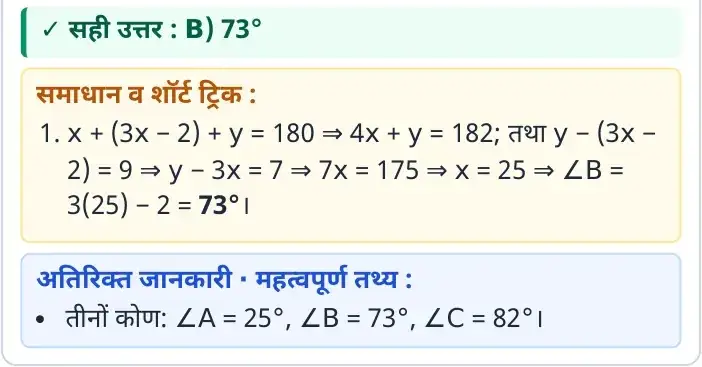 ✓ सही उत्तर : B) 73°
समाधान व शॉर्ट ट्रिक :
1. x + (3x − 2) + y = 180 ⇒ 4x + y = 182; तथा y − (3x −
2) = 9 ⇒ y − 3x = 7 ⇒ 7x = 175 ⇒ x = 25 ⇒ ∠B =
3(25) − 2 = 73°।
अतिरिक्त जानकारी · महत्वपूर्ण तथ्य :
• तीनों कोण: ∠A = 25°, ∠B = 73°, ∠C = 82°।